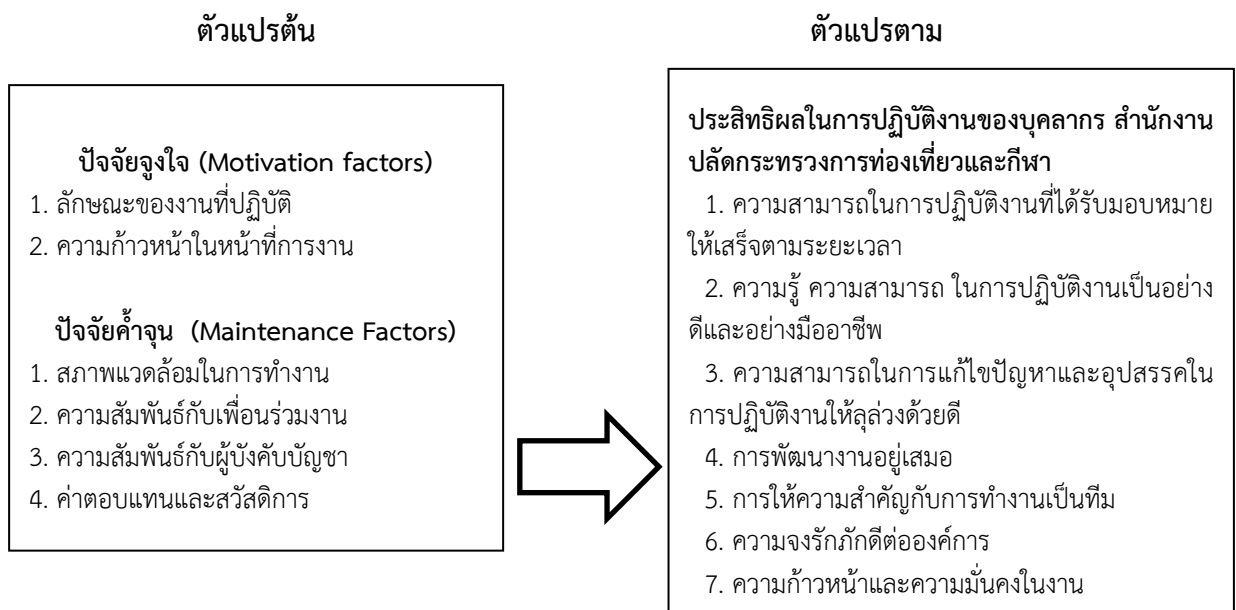 ตัวแปรต้น
ตัวแปรตาม
ปัจจัยจูงใจ (Motivation factors)
1. ลักษณะของงานที่ปฏิบัติ
2. ความก้าวหน้าในหน้าที่การงาน
ปัจจัยค้ำจุน (Maintenance Factors)
1. สภาพแวดล้อมในการทำงาน
2. ความสัมพันธ์กับเพื่อนร่วมงาน
3. ความสัมพันธ์กับผู้บังคับบัญชา
4. ค่าตอบแทนและสวัสดิการ
ประสิทธิผลในการปฏิบัติงานของบุคลากร สำนักงาน
ปลัดกระทรวงการท่องเที่ยวและกีฬา
1. ความสามารถในการปฏิบัติงานที่ได้รับมอบหมาย
ให้เสร็จตามระยะเวลา
2. ความรู้ ความสามารถ ในการปฏิบัติงานเป็นอย่าง
ดีและอย่างมืออาชีพ
3. ความสามารถในการแก้ไขปัญหาและอุปสรรคใน
การปฏิบัติงานให้ลุล่วงด้วยดี
4. การพัฒนางานอยู่เสมอ
5. การให้ความสำคัญกับการทำงานเป็นทีม
6. ความจงรักภักดีต่อองค์การ
7. ความก้าวหน้าและความมั่นคงในงาน